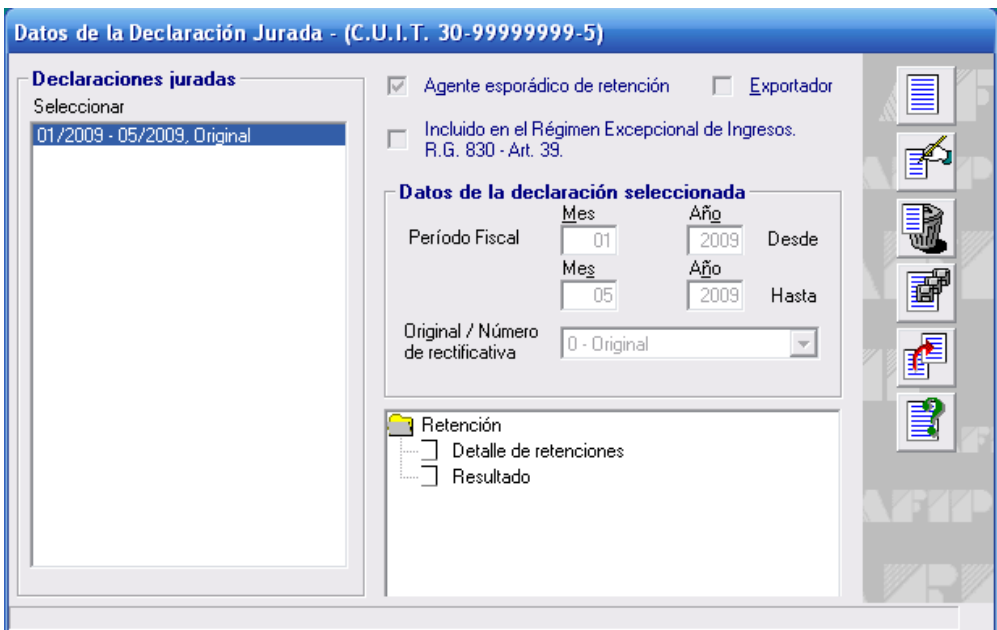 Datos de la Declaración Jurada - (C.U.I.T. 30-99999999-5)
Declaraciones juradas
Seleccionar
01/2009 - 05/2009, Original
Agente esporádico de retención
Exportador
Incluido en el Régimen Excepcional de Ingresos.
R.G. 830 - Art. 39.
Datos de la declaración seleccionada
Mes Año
Período Fiscal 01 2009 Desde
Mes Año
05 2009 Hasta
Original / Número
de rectificativa
0 - Original
Retención
Detalle de retenciones
Resultado
AFIP